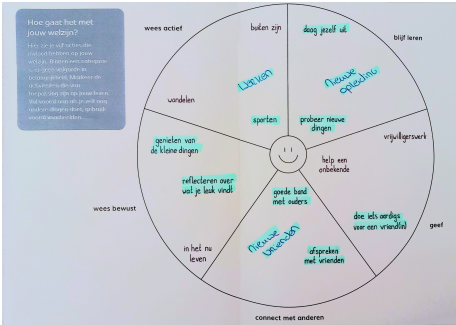 Hoe gaat het met
jouw welzijn?
wees actief
buiten zijn
daag jezelf uit
blijf leren
Werken
Nieuwe
opleiding
wandelen
sporten
probeer nieuwe
dingen
vrijwilligerswerk
genieten van
de kleine dingen
help een
onbekende
reflecteren over
wat je leuk vindt
goede band
met ouders
wees bewust
doe iets aardigs
voor een vriend(in)
geef
Nieuwe
vrienden
in het nu
leven
afspreken
met vrienden
connect met anderen